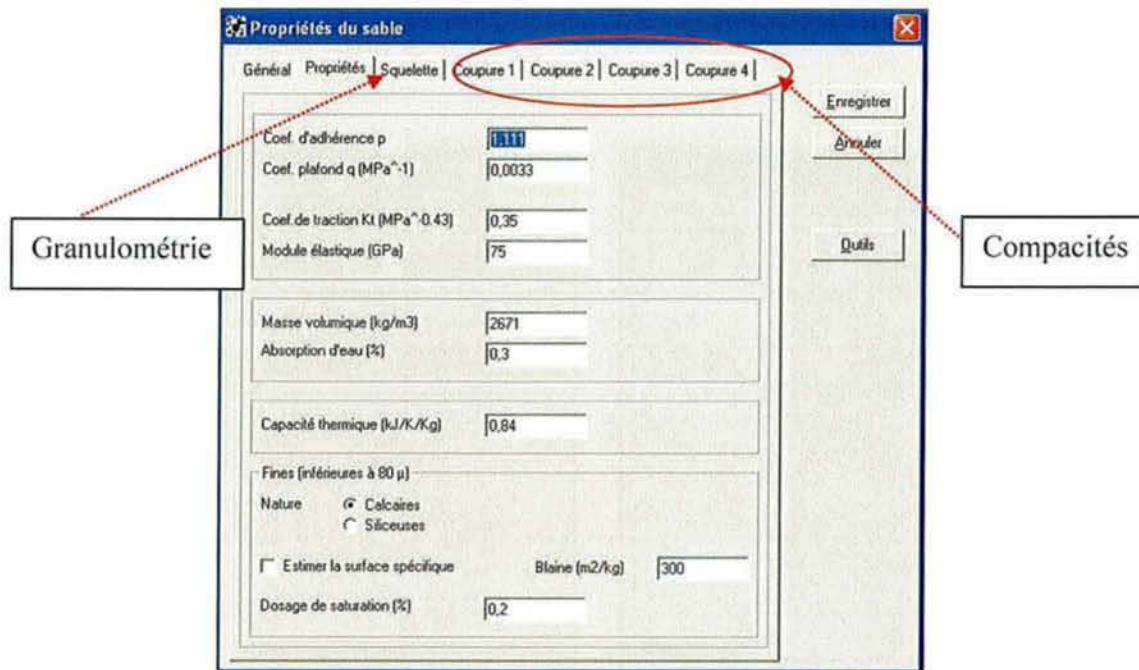 Propriétés du sable
Général Propriétés Squelette Coupure 1 Coupure 2 Coupure 3 Coupure 4
Enregistrer
Annuler
Outils
Coef. d'adhérence p 1.111
Coef. plafond q (MPa^-1) 0,0033
Coef.de traction Kt (MPa^-0.43) 0,35
Module élastique (GPa) 75
Masse volumique (kg/m3) 2671
Absorption d'eau (%) 0,3
Capacité thermique (kJ/K/Kg) 0,84
Fines (inférieures à 80 µ)
Nature Calcaires
Siliceuses
Estimer la surface spécifique Blaine (m2/kg) 300
Dosage de saturation (%) 0,2
Granulométrie
Compacités